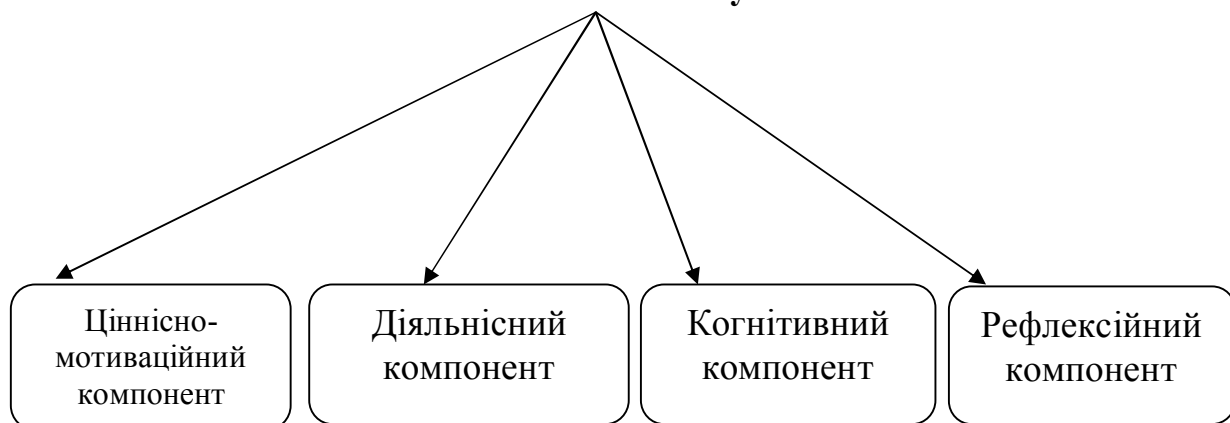 Ціннісно-
мотиваційний
компонент
Діяльнісний
компонент
Когнітивний
компонент
Рефлексійний
компонент